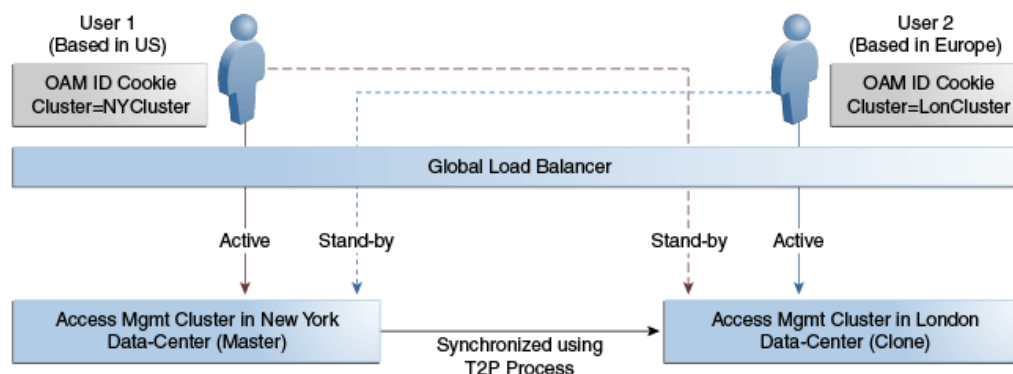 User 1
(Based in US)
OAM ID Cookie
Cluster=NYCluster
User 2
(Based in Europe)
OAM ID Cookie
Cluster=LonCluster
Global Load Balancer
Active
Stand-by
Stand-by
Active
Access Mgmt Cluster in New York
Data-Center (Master)
Synchronized using
T2P Process
Access Mgmt Cluster in London
Data-Center (Clone)